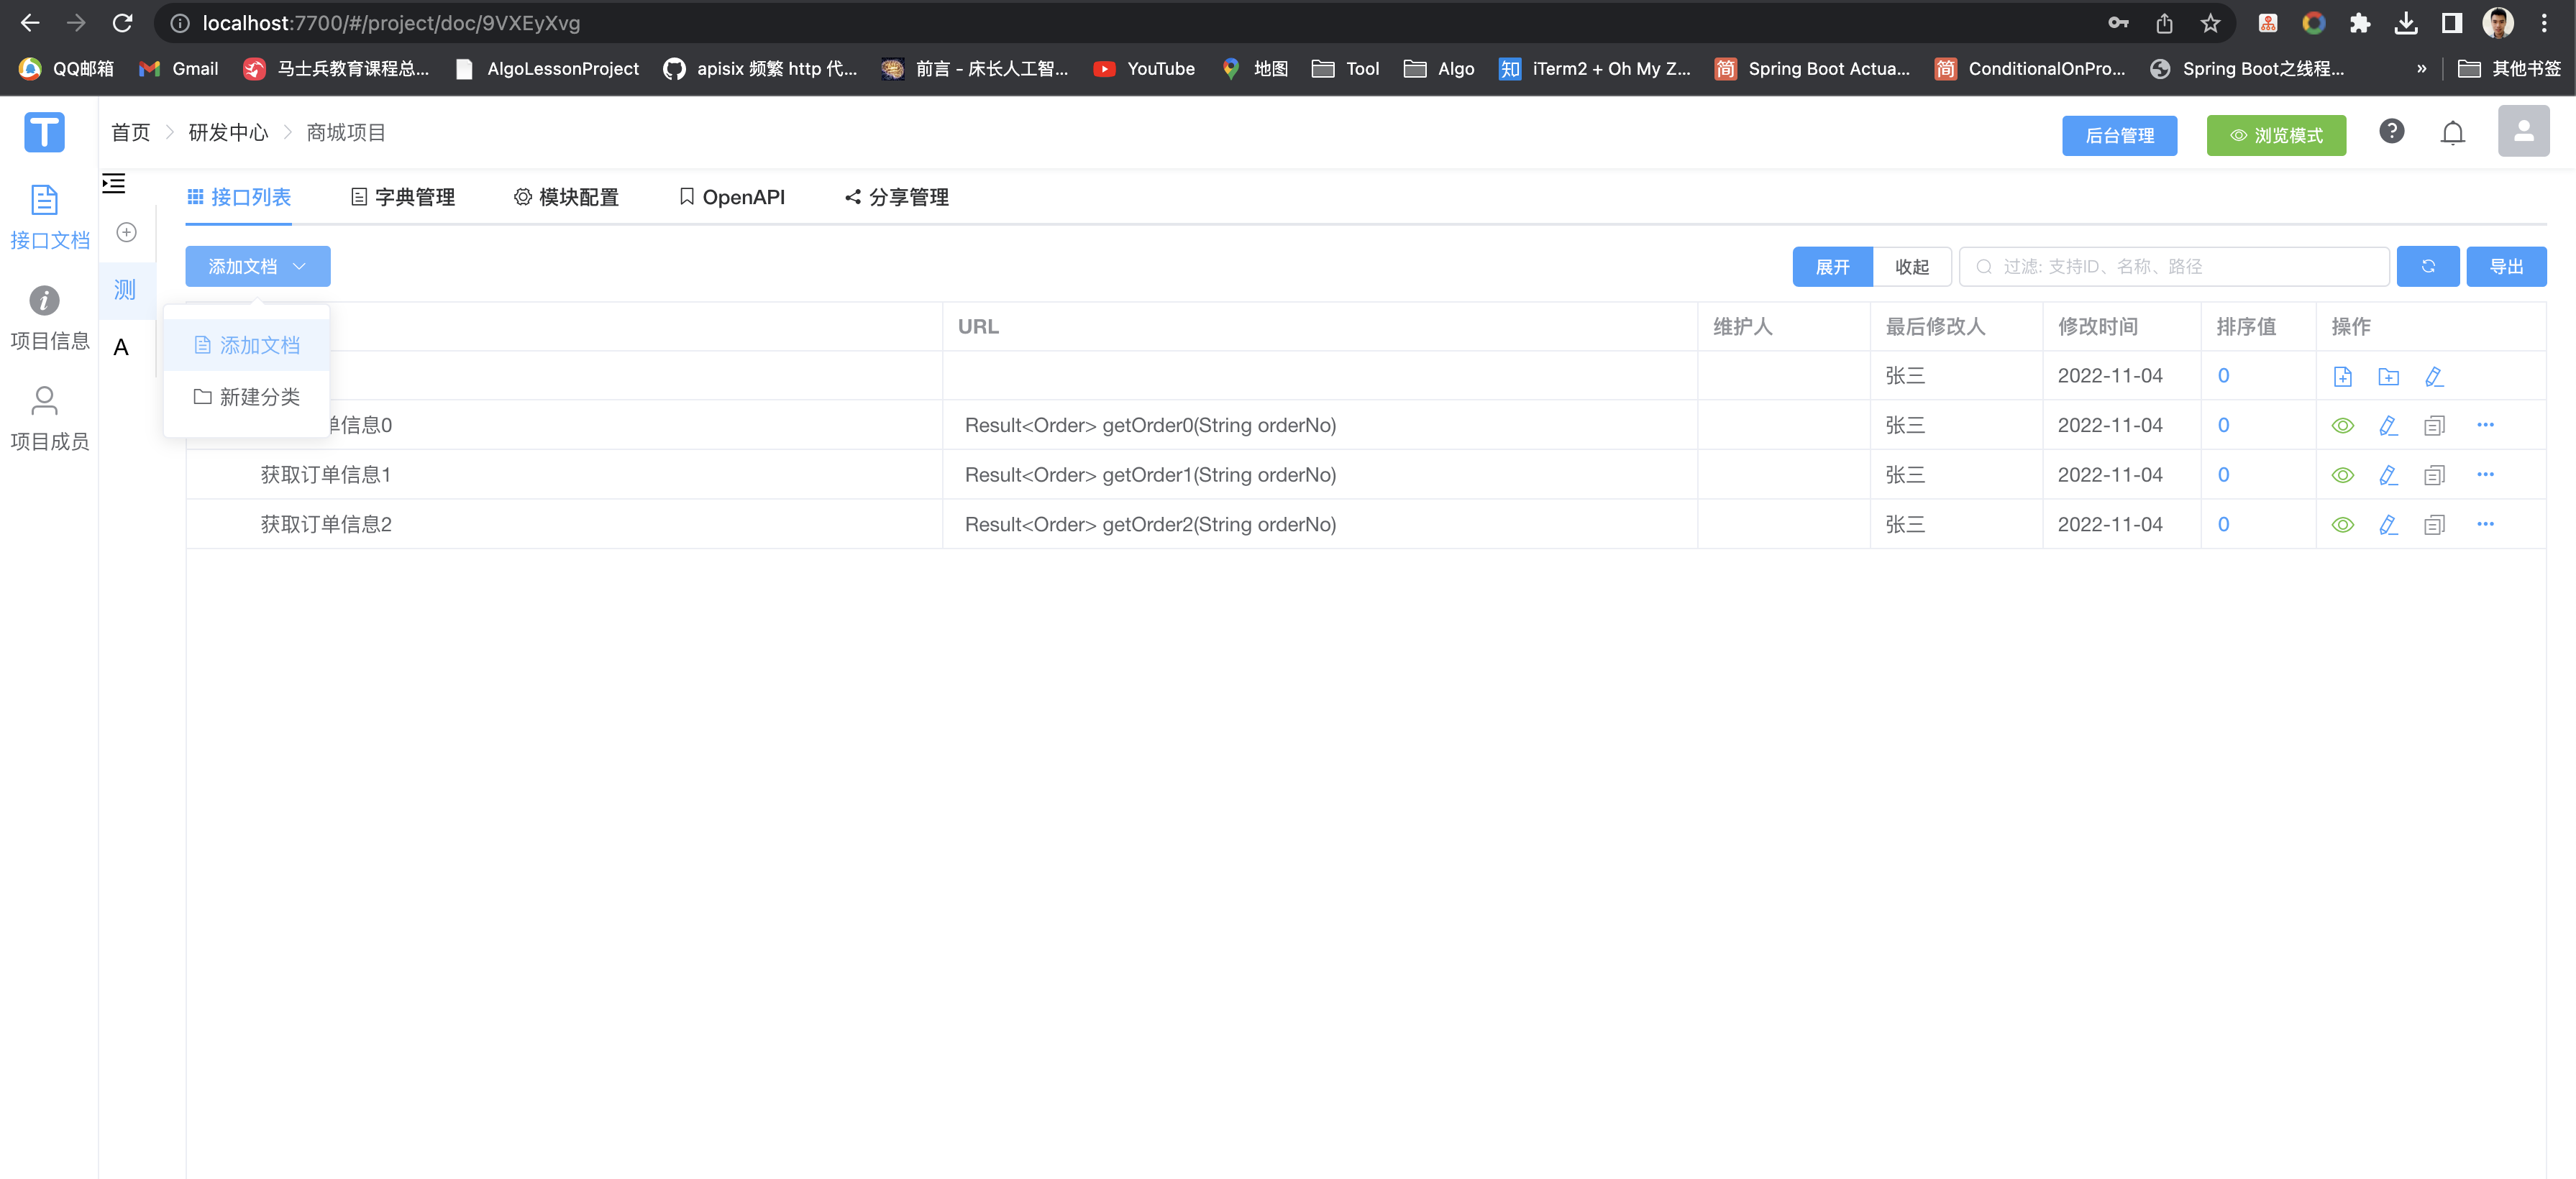 localhost:7700/#/project/doc/9VXEyXvg
QQ邮箱 Gmail 马士兵教育课程总... AlgoLessonProject apisix 频繁 http 代... 前言 - 床长人工智... YouTube 地图 Tool Algo 知 iTerm2 + Oh My Z... 简 Spring Boot Actua... 简 ConditionalOnPro... Spring Boot之线程... » 其他书签
T 首页 研发中心 商城项目 后台管理 浏览模式
接口列表 字典管理 模块配置 OpenAPI 分享管理
接口文档
项目信息
项目成员
测
A
添加文档 展开 收起 过滤: 支持ID、名称、路径 导出
添加文档
新建分类
URL 维护人 最后修改人 修改时间 排序值 操作
张三 2022-11-04 0
单信息0 Result<Order> getOrder0(String orderNo) 张三 2022-11-04 0
获取订单信息1 Result<Order> getOrder1(String orderNo) 张三 2022-11-04 0
获取订单信息2 Result<Order> getOrder2(String orderNo) 张三 2022-11-04 0